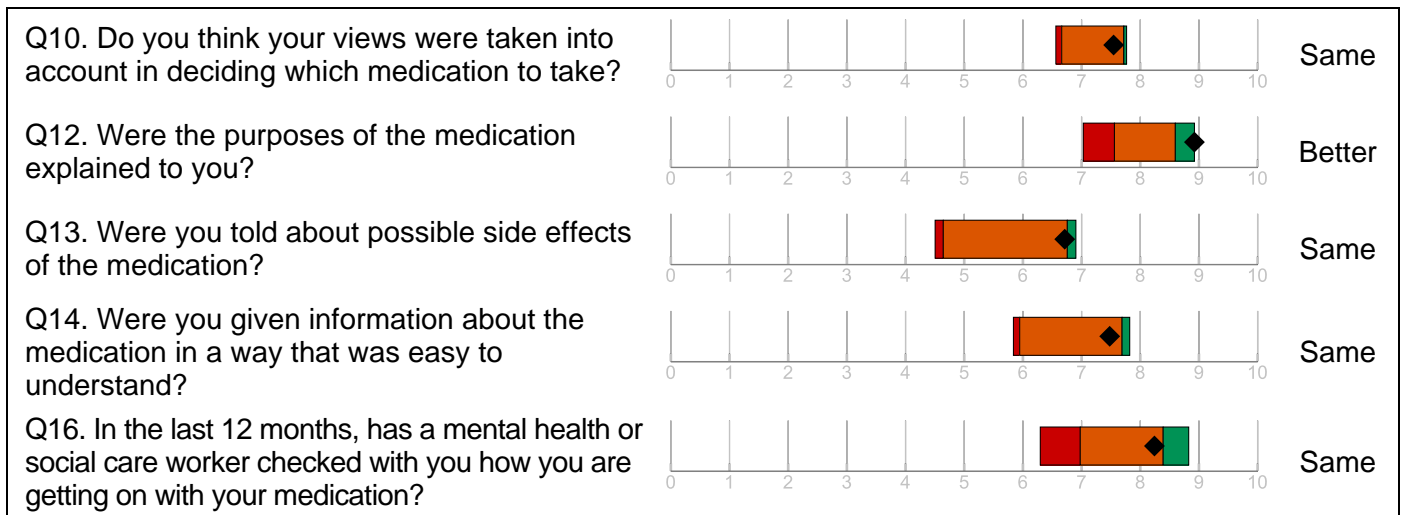 Q10. Do you think your views were taken into
account in deciding which medication to take?
0 1 2 3 4 5 6 7 8 9 10
Same
Q12. Were the purposes of the medication
explained to you?
0 1 2 3 4 5 6 7 8 9 10
Better
Q13. Were you told about possible side effects
of the medication?
0 1 2 3 4 5 6 7 8 9 10
Same
Q14. Were you given information about the
medication in a way that was easy to
understand?
0 1 2 3 4 5 6 7 8 9 10
Same
Q16. In the last 12 months, has a mental health or
social care worker checked with you how you are
getting on with your medication?
0 1 2 3 4 5 6 7 8 9 10
Same